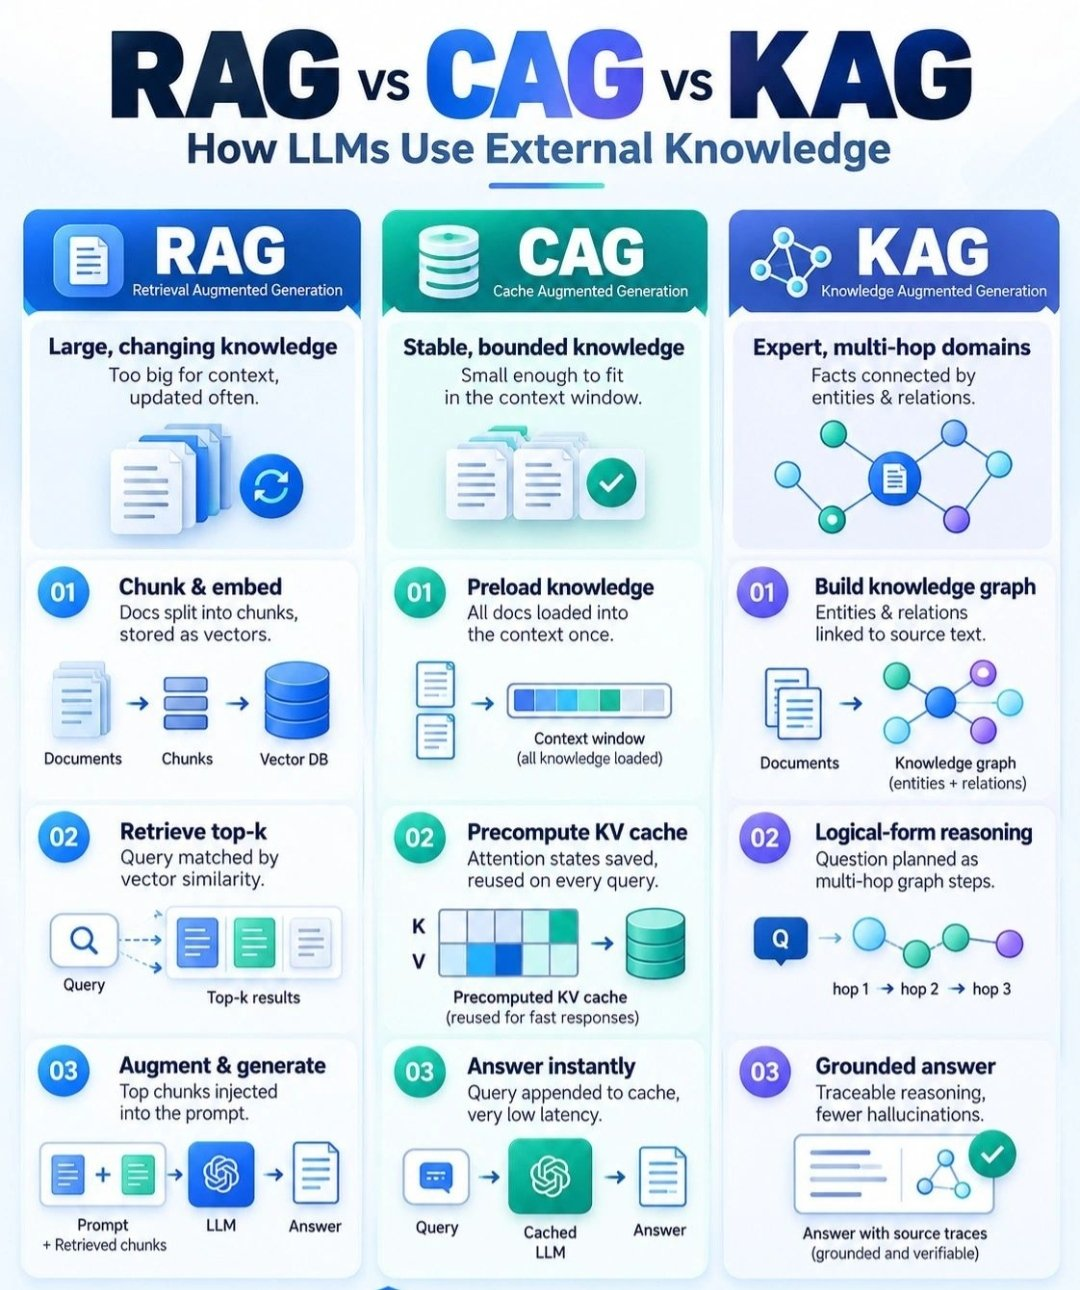 RAG vs CAG vs KAG
How LLMs Use External Knowledge
RAG
Retrieval Augmented Generation
Large, changing knowledge
Too big for context,
updated often.
01
Chunk & embed
Docs split into chunks,
stored as vectors.
Documents
Chunks
Vector DB
02
Retrieve top-k
Query matched by
vector similarity.
Query
Top-k results
03
Augment & generate
Top chunks injected
into the prompt.
+
Prompt
+ Retrieved chunks
LLM
Answer
CAG
Cache Augmented Generation
Stable, bounded knowledge
Small enough to fit
in the context window.
01
Preload knowledge
All docs loaded into
the context once.
Context window
(all knowledge loaded)
02
Precompute KV cache
Attention states saved,
reused on every query.
K
V
Precomputed KV cache
(reused for fast responses)
03
Answer instantly
Query appended to cache,
very low latency.
Query
Cached
LLM
Answer
KAG
Knowledge Augmented Generation
Expert, multi-hop domains
Facts connected by
entities & relations.
01
Build knowledge graph
Entities & relations
linked to source text.
Documents
Knowledge graph
(entities + relations)
02
Logical-form reasoning
Question planned as
multi-hop graph steps.
Q
hop 1 → hop 2 → hop 3
03
Grounded answer
Traceable reasoning,
fewer hallucinations.
Answer with source traces
(grounded and verifiable)